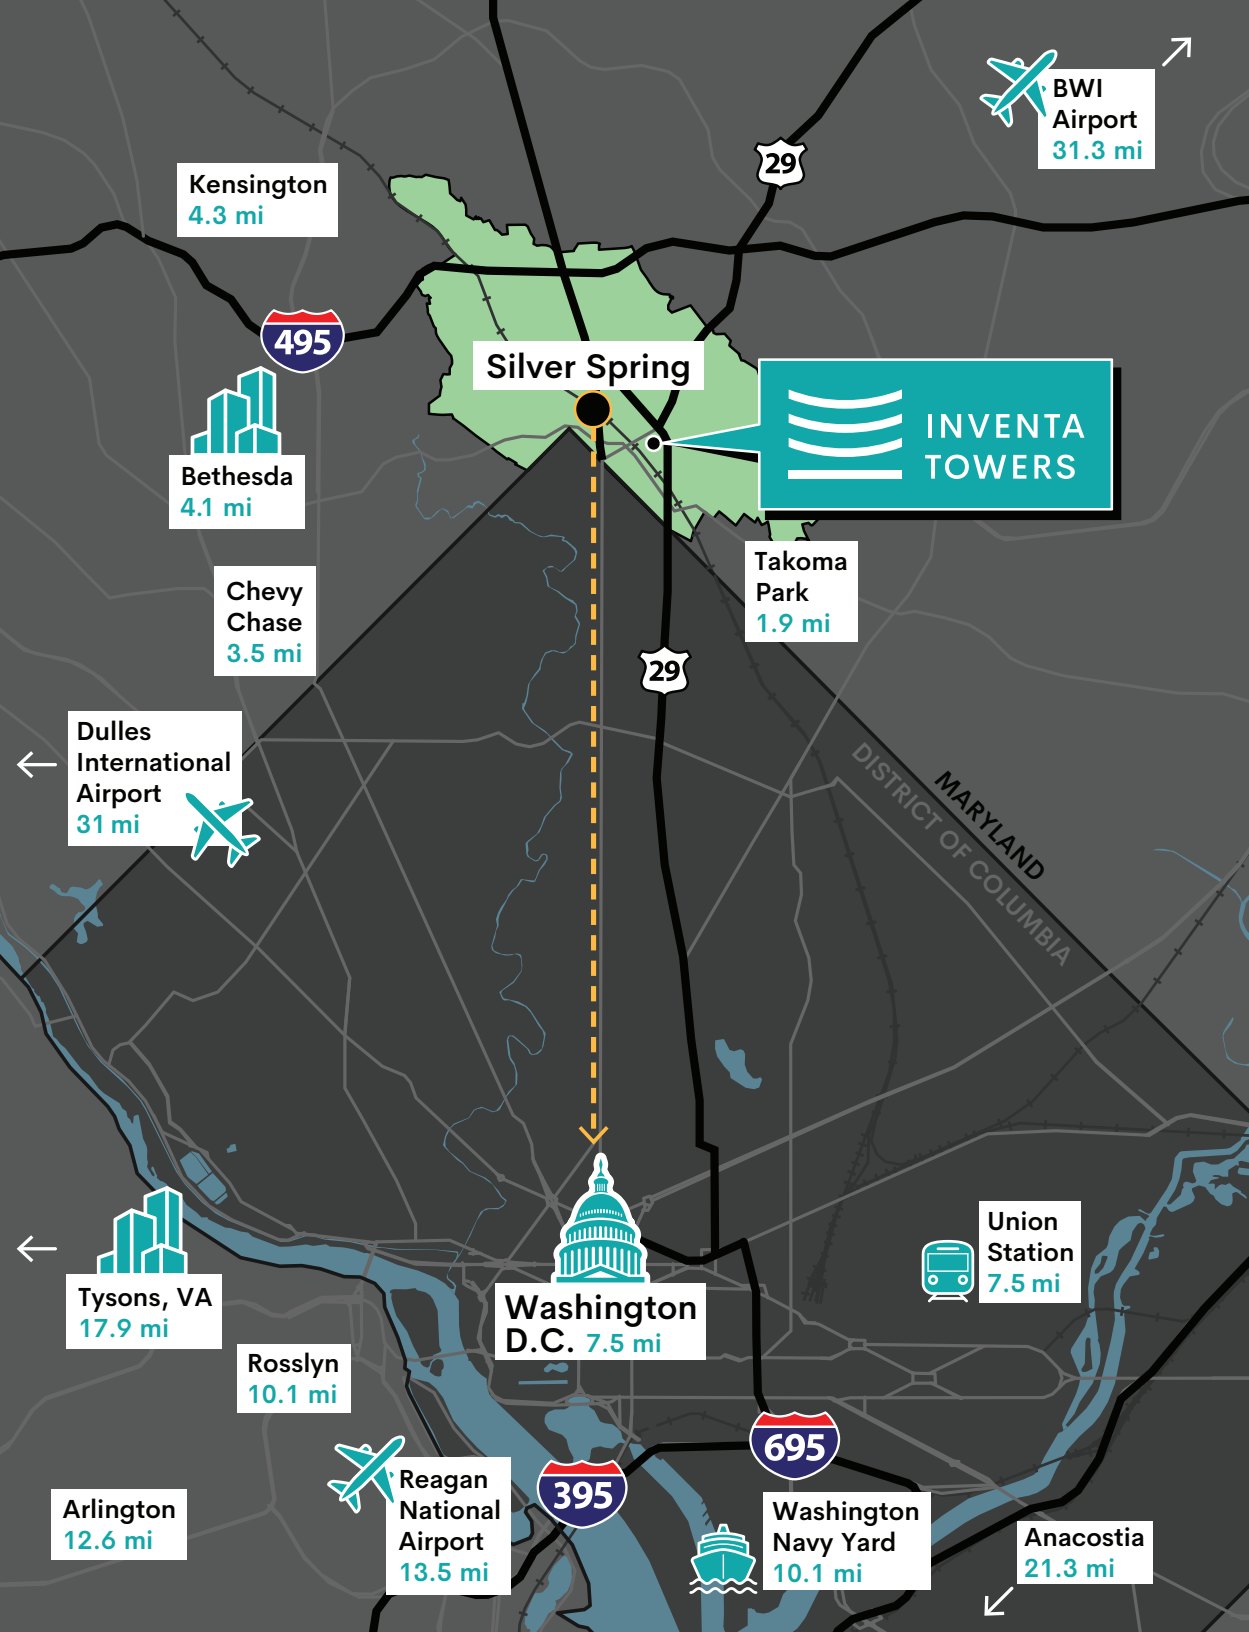 BWI
Airport
31.3 mi
29
Kensington
4.3 mi
495
Silver Spring
INVENTA
TOWERS
Bethesda
4.1 mi
Takoma
Park
1.9 mi
Chevy
Chase
3.5 mi
29
Dulles
International
Airport
31 mi
MARYLAND
DISTRICT OF COLUMBIA
Union
Station
7.5 mi
Tysons, VA
17.9 mi
Washington
D.C. 7.5 mi
Rosslyn
10.1 mi
695
Reagan
National
Airport
13.5 mi
395
Arlington
12.6 mi
Washington
Navy Yard
10.1 mi
Anacostia
21.3 mi